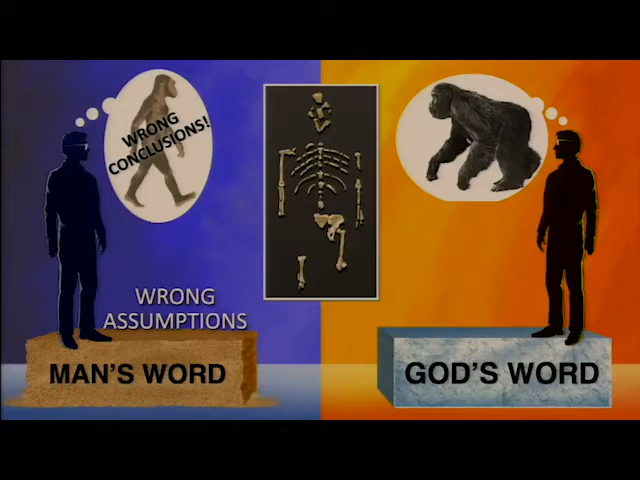 WRONG
CONCLUSIONS!
WRONG
ASSUMPTIONS
MAN'S WORD
GOD'S WORD